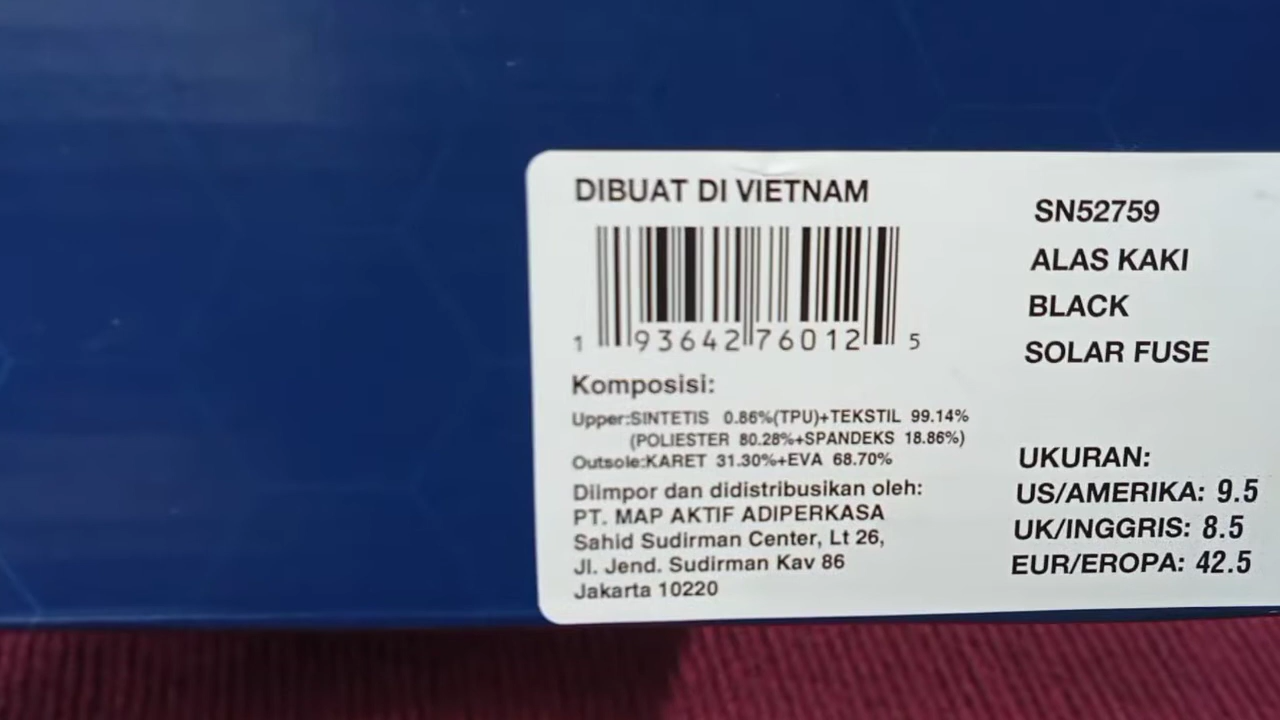 DIBUAT DI VIETNAM
1 93642 76012 5
Komposisi:
Upper:SINTETIS 0.86%(TPU)+TEKSTIL 99.14%
(POLIESTER 80.28%+SPANDEKS 18.86%)
Outsole:KARET 31.30%+EVA 68.70%
Diimpor dan didistribusikan oleh:
PT. MAP AKTIF ADIPERKASA
Sahid Sudirman Center, Lt 26,
Jl. Jend. Sudirman Kav 86
Jakarta 10220
SN52759
ALAS KAKI
BLACK
SOLAR FUSE
UKURAN:
US/AMERIKA: 9.5
UK/INGGRIS: 8.5
EUR/EROPA: 42.5